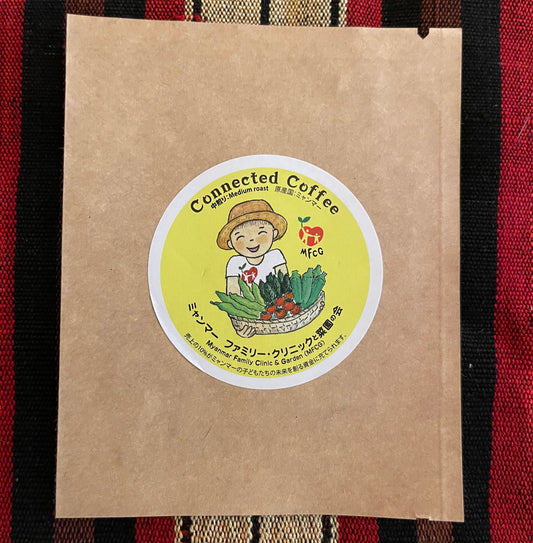 Connected Coffee
中煎り:Medium roast 原産国:ミャンマー
MFCG
ミャンマー ファミリー・クリニックと菜園の会
Myanmar Family Clinic & Garden (MFCG)
売上の10%がミャンマーの子どもたちの未来を創る資金に充てられます。